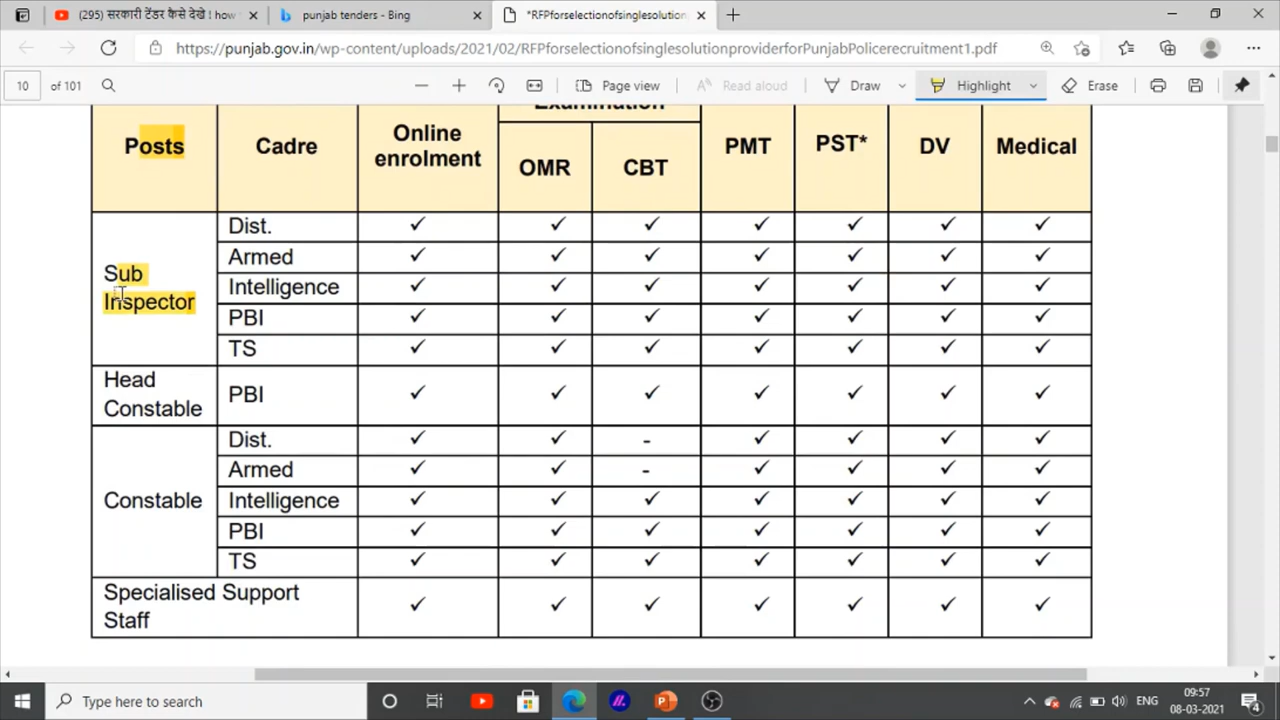 (295) सरकारी टेंडर कैसे देखे ! how
punjab tenders - Bing
*RFPforselectionofsinglesolution
https://punjab.gov.in/wp-content/uploads/2021/02/RFPforselectionofsinglesolutionproviderforPunjabPolicerecruitment1.pdf
10 of 101 Page view Read aloud Draw Highlight Erase
Examination
Posts Cadre Online enrolment OMR CBT PMT PST* DV Medical
Dist. ✓ ✓ ✓ ✓ ✓ ✓ ✓
Sub Inspector
Armed ✓ ✓ ✓ ✓ ✓ ✓ ✓
Intelligence ✓ ✓ ✓ ✓ ✓ ✓ ✓
PBI ✓ ✓ ✓ ✓ ✓ ✓ ✓
TS ✓ ✓ ✓ ✓ ✓ ✓ ✓
Head Constable PBI ✓ ✓ ✓ ✓ ✓ ✓ ✓
Constable
Dist. ✓ ✓ - ✓ ✓ ✓ ✓
Armed ✓ ✓ - ✓ ✓ ✓ ✓
Intelligence ✓ ✓ ✓ ✓ ✓ ✓ ✓
PBI ✓ ✓ ✓ ✓ ✓ ✓ ✓
TS ✓ ✓ ✓ ✓ ✓ ✓ ✓
Specialised Support Staff ✓ ✓ ✓ ✓ ✓ ✓ ✓
Type here to search
ENG
09:57
08-03-2021
4